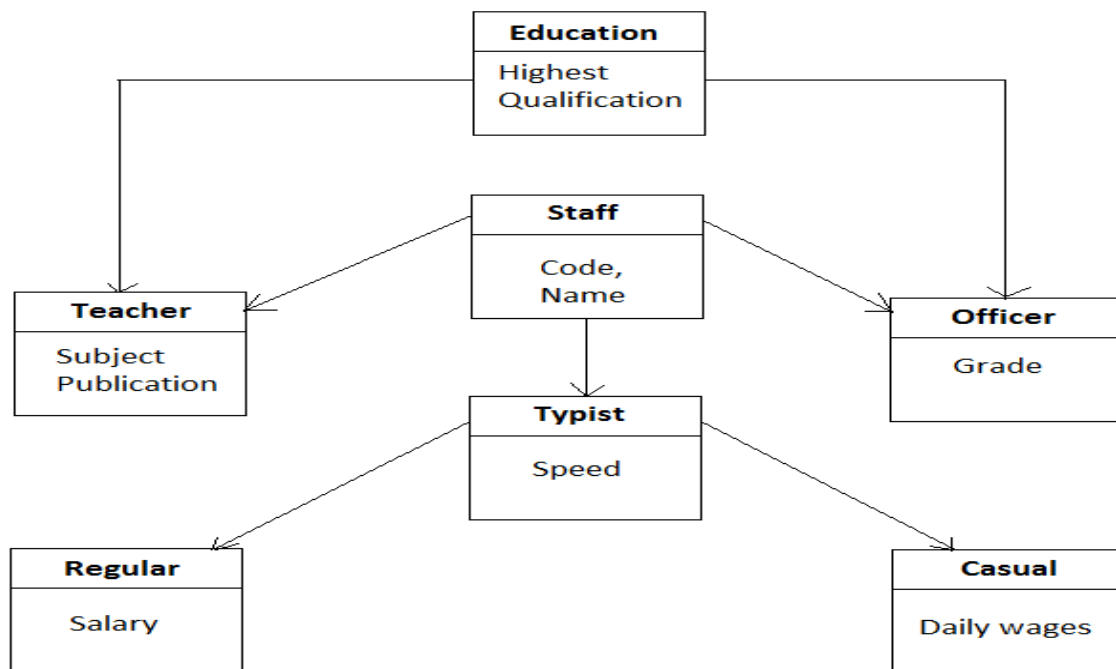 Education
Highest
Qualification
Staff
Code,
Name
Teacher
Subject
Publication
Officer
Grade
Typist
Speed
Regular
Salary
Casual
Daily wages